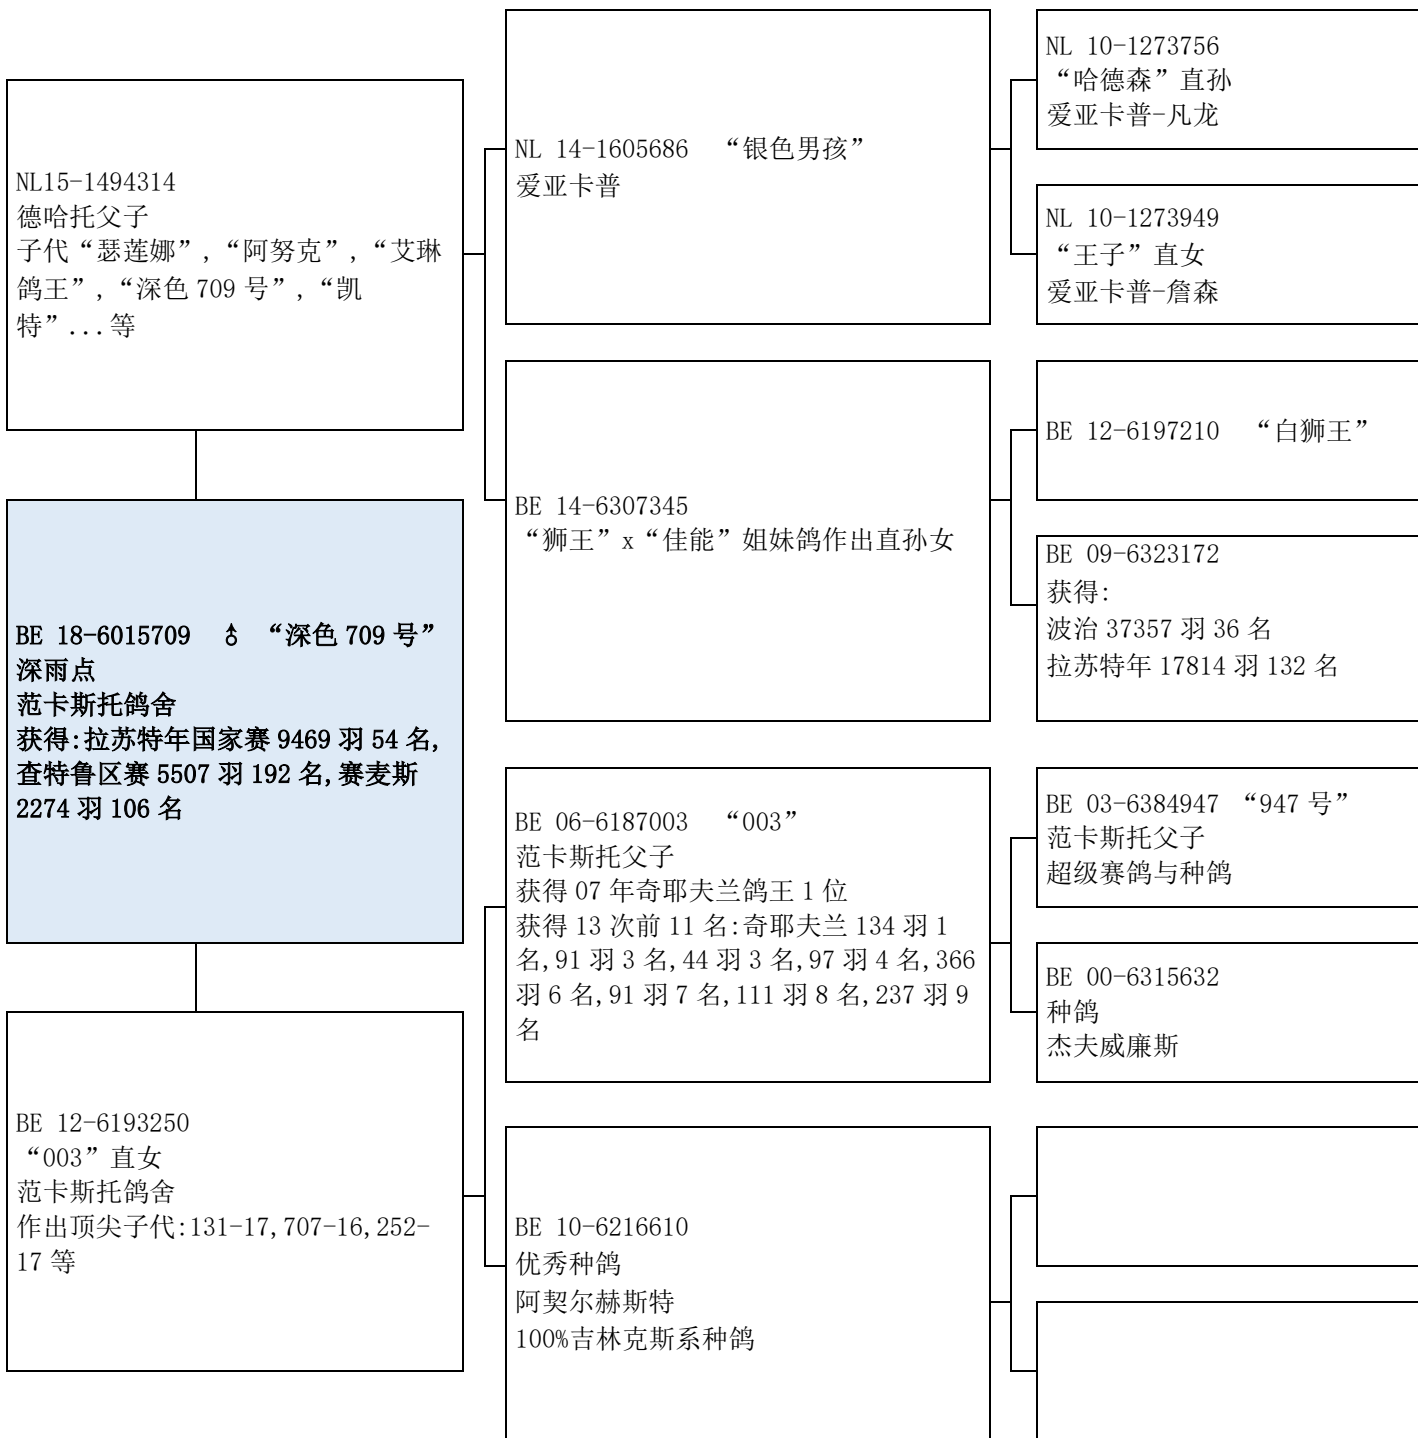 NL15-1494314
德哈托父子
子代“瑟莲娜”,“阿努克”,“艾琳
鸽王”,“深色 709 号”,“凯
特”...等
BE 18-6015709 ♁ “深色 709 号”
深雨点
范卡斯托鸽舍
获得:拉苏特年国家赛 9469 羽 54 名,
查特鲁区赛 5507 羽 192 名,赛麦斯
2274 羽 106 名
BE 12-6193250
“003”直女
范卡斯托鸽舍
作出顶尖子代:131-17,707-16,252-
17 等
NL 14-1605686 “银色男孩”
爱亚卡普
BE 14-6307345
“狮王”x“佳能”姐妹鸽作出直孙女
BE 06-6187003 “003”
范卡斯托父子
获得 07 年奇耶夫兰鸽王 1 位
获得 13 次前 11 名:奇耶夫兰 134 羽 1
名,91 羽 3 名,44 羽 3 名,97 羽 4 名,366
羽 6 名,91 羽 7 名,111 羽 8 名,237 羽 9
名
BE 10-6216610
优秀种鸽
阿契尔赫斯特
100%吉林克斯系种鸽
NL 10-1273756
“哈德森”直孙
爱亚卡普-凡龙
NL 10-1273949
“王子”直女
爱亚卡普-詹森
BE 12-6197210 “白狮王”
BE 09-6323172
获得:
波治 37357 羽 36 名
拉苏特年 17814 羽 132 名
BE 03-6384947 “947 号”
范卡斯托父子
超级赛鸽与种鸽
BE 00-6315632
种鸽
杰夫威廉斯